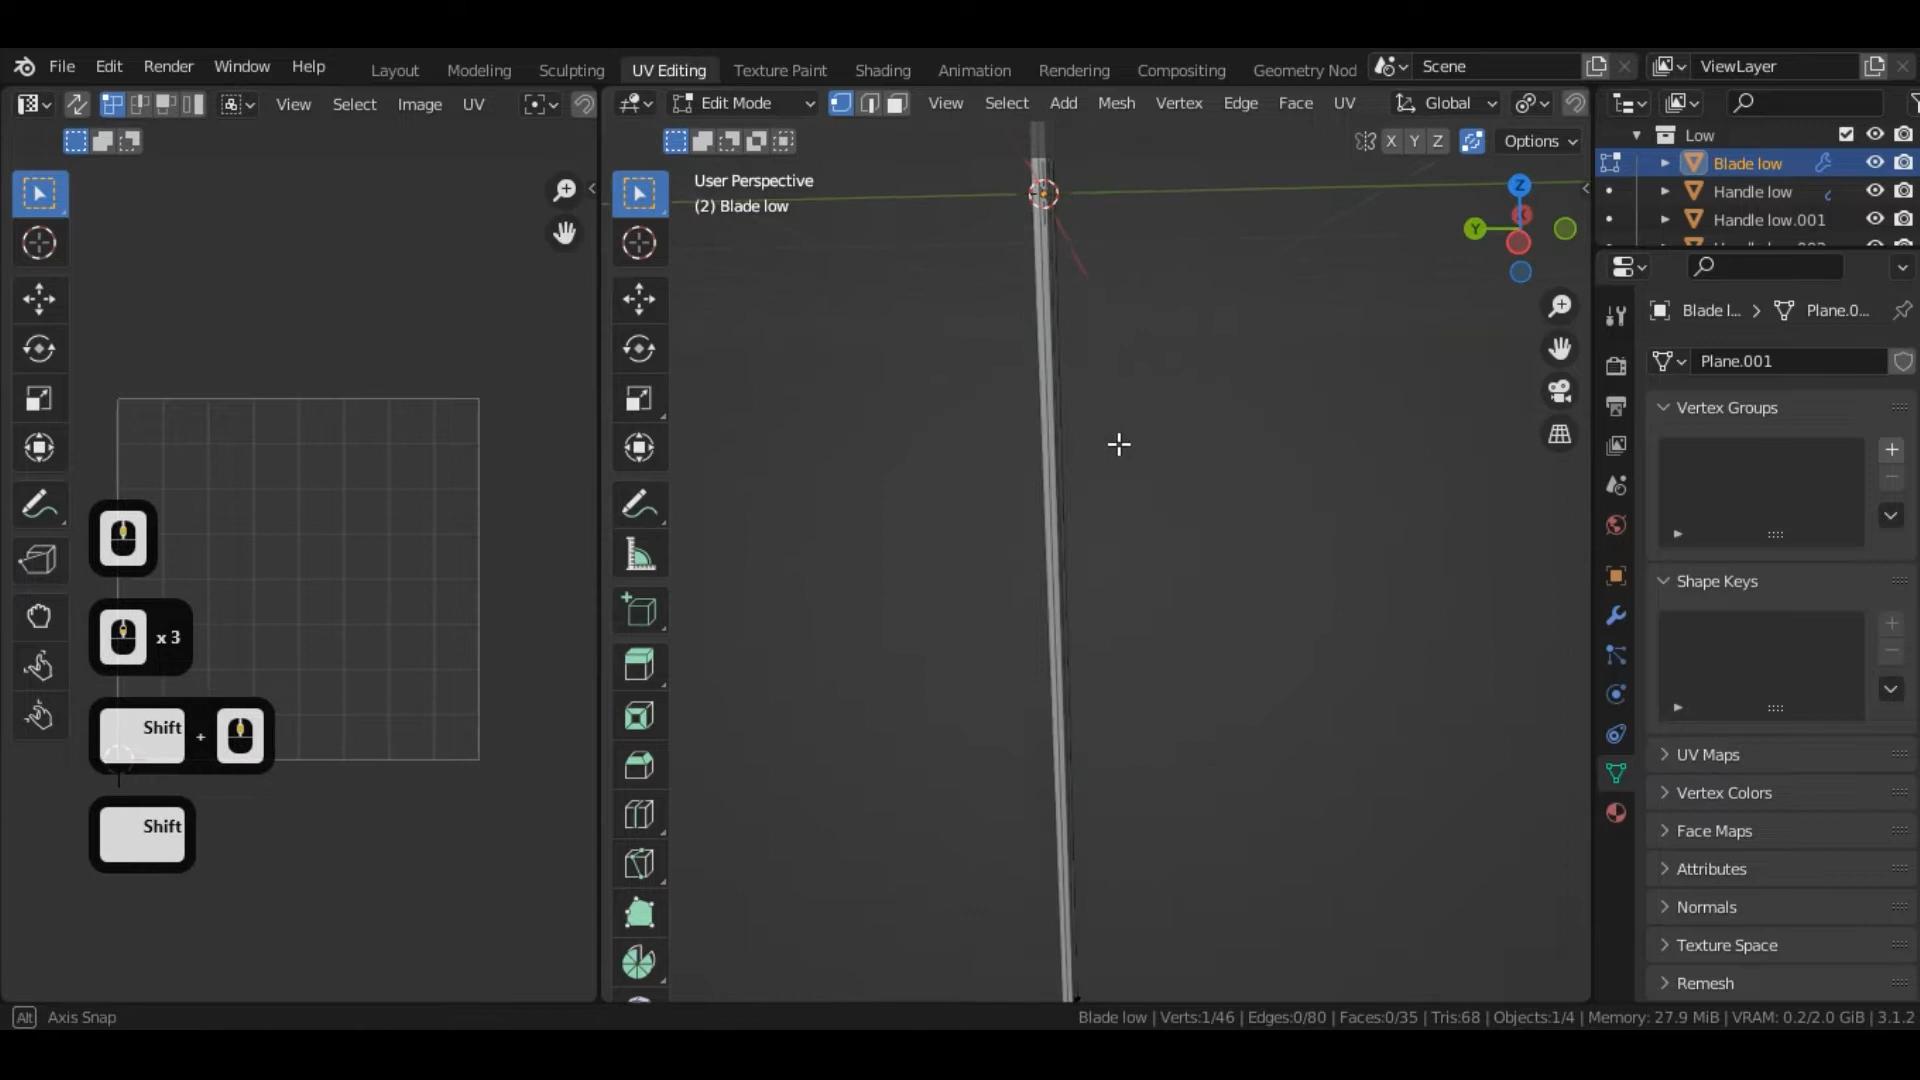 File Edit Render Window Help
Layout Modeling Sculpting UV Editing Texture Paint Shading Animation Rendering Compositing Geometry Nod
Scene
ViewLayer
View Select Image UV
Edit Mode
View Select Add Mesh Vertex Edge Face UV
Global
X Y Z
Options
User Perspective
(2) Blade low
Z
X
Y
Low
Blade low
Handle low
Handle low.001
Blade l... > Plane.0...
Plane.001
Vertex Groups
Shape Keys
UV Maps
Vertex Colors
Face Maps
Attributes
Normals
Texture Space
Remesh
x 3
Shift +
Shift
Alt Axis Snap
Blade low | Verts:1/46 | Edges:0/80 | Faces:0/35 | Tris:68 | Objects:1/4 | Memory: 27.9 MiB | VRAM: 0.2/2.0 GiB | 3.1.2